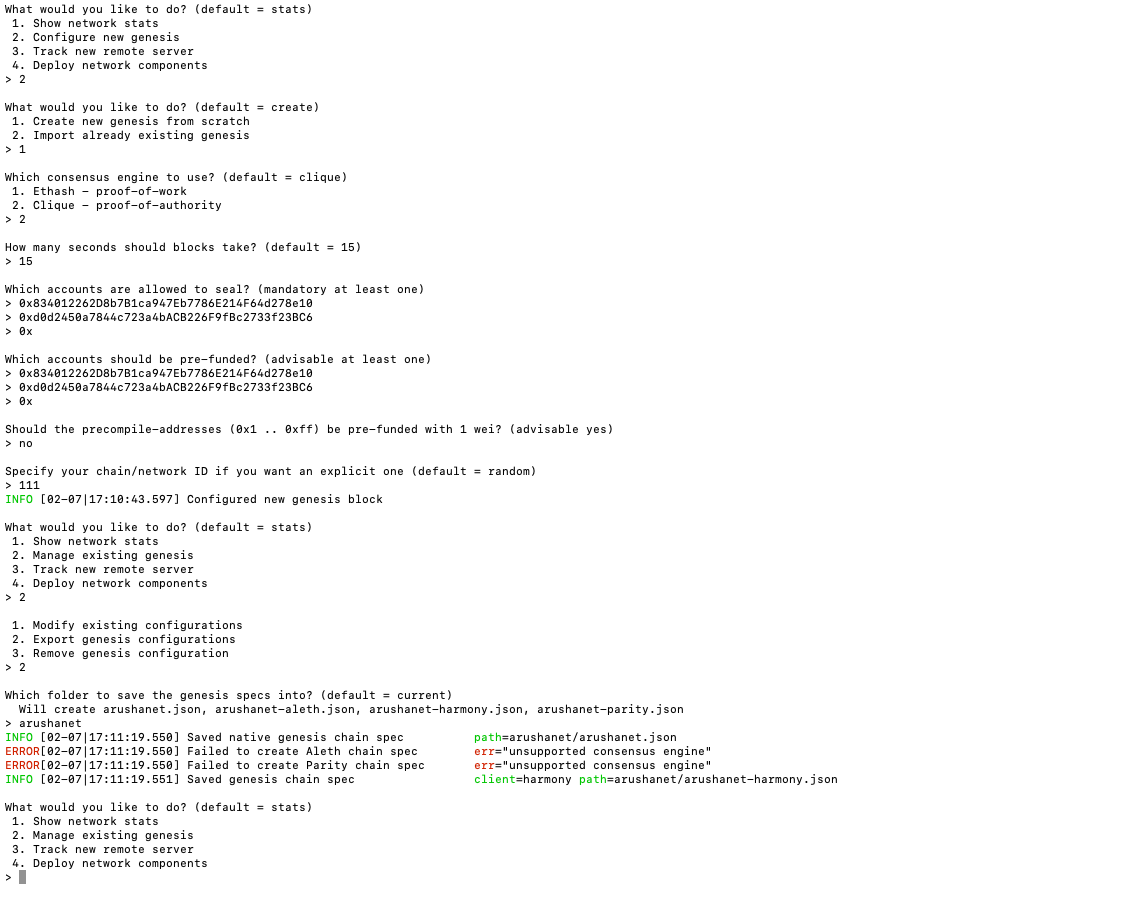 What would you like to do? (default = stats)
 1. Show network stats
 2. Configure new genesis
 3. Track new remote server
 4. Deploy network components
> 2

What would you like to do? (default = create)
 1. Create new genesis from scratch
 2. Import already existing genesis
> 1

Which consensus engine to use? (default = clique)
 1. Ethash - proof-of-work
 2. Clique - proof-of-authority
> 2

How many seconds should blocks take? (default = 15)
> 15

Which accounts are allowed to seal? (mandatory at least one)
> 0x834012262D8b7B1ca947Eb7786E214F64d278e10
> 0xd0d2450a7844c723a4bACB226F9fBc2733f23BC6
> 0x

Which accounts should be pre-funded? (advisable at least one)
> 0x834012262D8b7B1ca947Eb7786E214F64d278e10
> 0xd0d2450a7844c723a4bACB226F9fBc2733f23BC6
> 0x

Should the precompile-addresses (0x1 .. 0xff) be pre-funded with 1 wei? (advisable yes)
> no

Specify your chain/network ID if you want an explicit one (default = random)
> 111
INFO [02-07|17:10:43.597] Configured new genesis block

What would you like to do? (default = stats)
 1. Show network stats
 2. Manage existing genesis
 3. Track new remote server
 4. Deploy network components
> 2

 1. Modify existing configurations
 2. Export genesis configurations
 3. Remove genesis configuration
> 2

Which folder to save the genesis specs into? (default = current)
  Will create arushanet.json, arushanet-aleth.json, arushanet-harmony.json, arushanet-parity.json
> arushanet
INFO [02-07|17:11:19.550] Saved native genesis chain spec path=arushanet/arushanet.json
ERROR[02-07|17:11:19.550] Failed to create Aleth chain spec err="unsupported consensus engine"
ERROR[02-07|17:11:19.550] Failed to create Parity chain spec err="unsupported consensus engine"
INFO [02-07|17:11:19.551] Saved genesis chain spec client=harmony path=arushanet/arushanet-harmony.json

What would you like to do? (default = stats)
 1. Show network stats
 2. Manage existing genesis
 3. Track new remote server
 4. Deploy network components
>